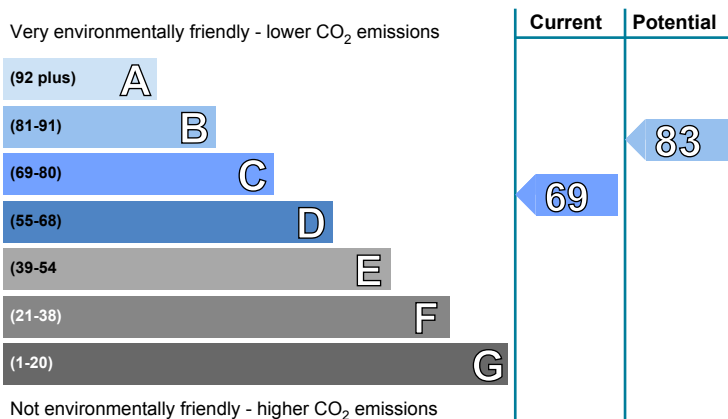 Current Potential
Very environmentally friendly - lower CO2 emissions
(92 plus) A
(81-91) B
83
(69-80) C
69
(55-68) D
(39-54 E
(21-38) F
(1-20) G
Not environmentally friendly - higher CO2 emissions